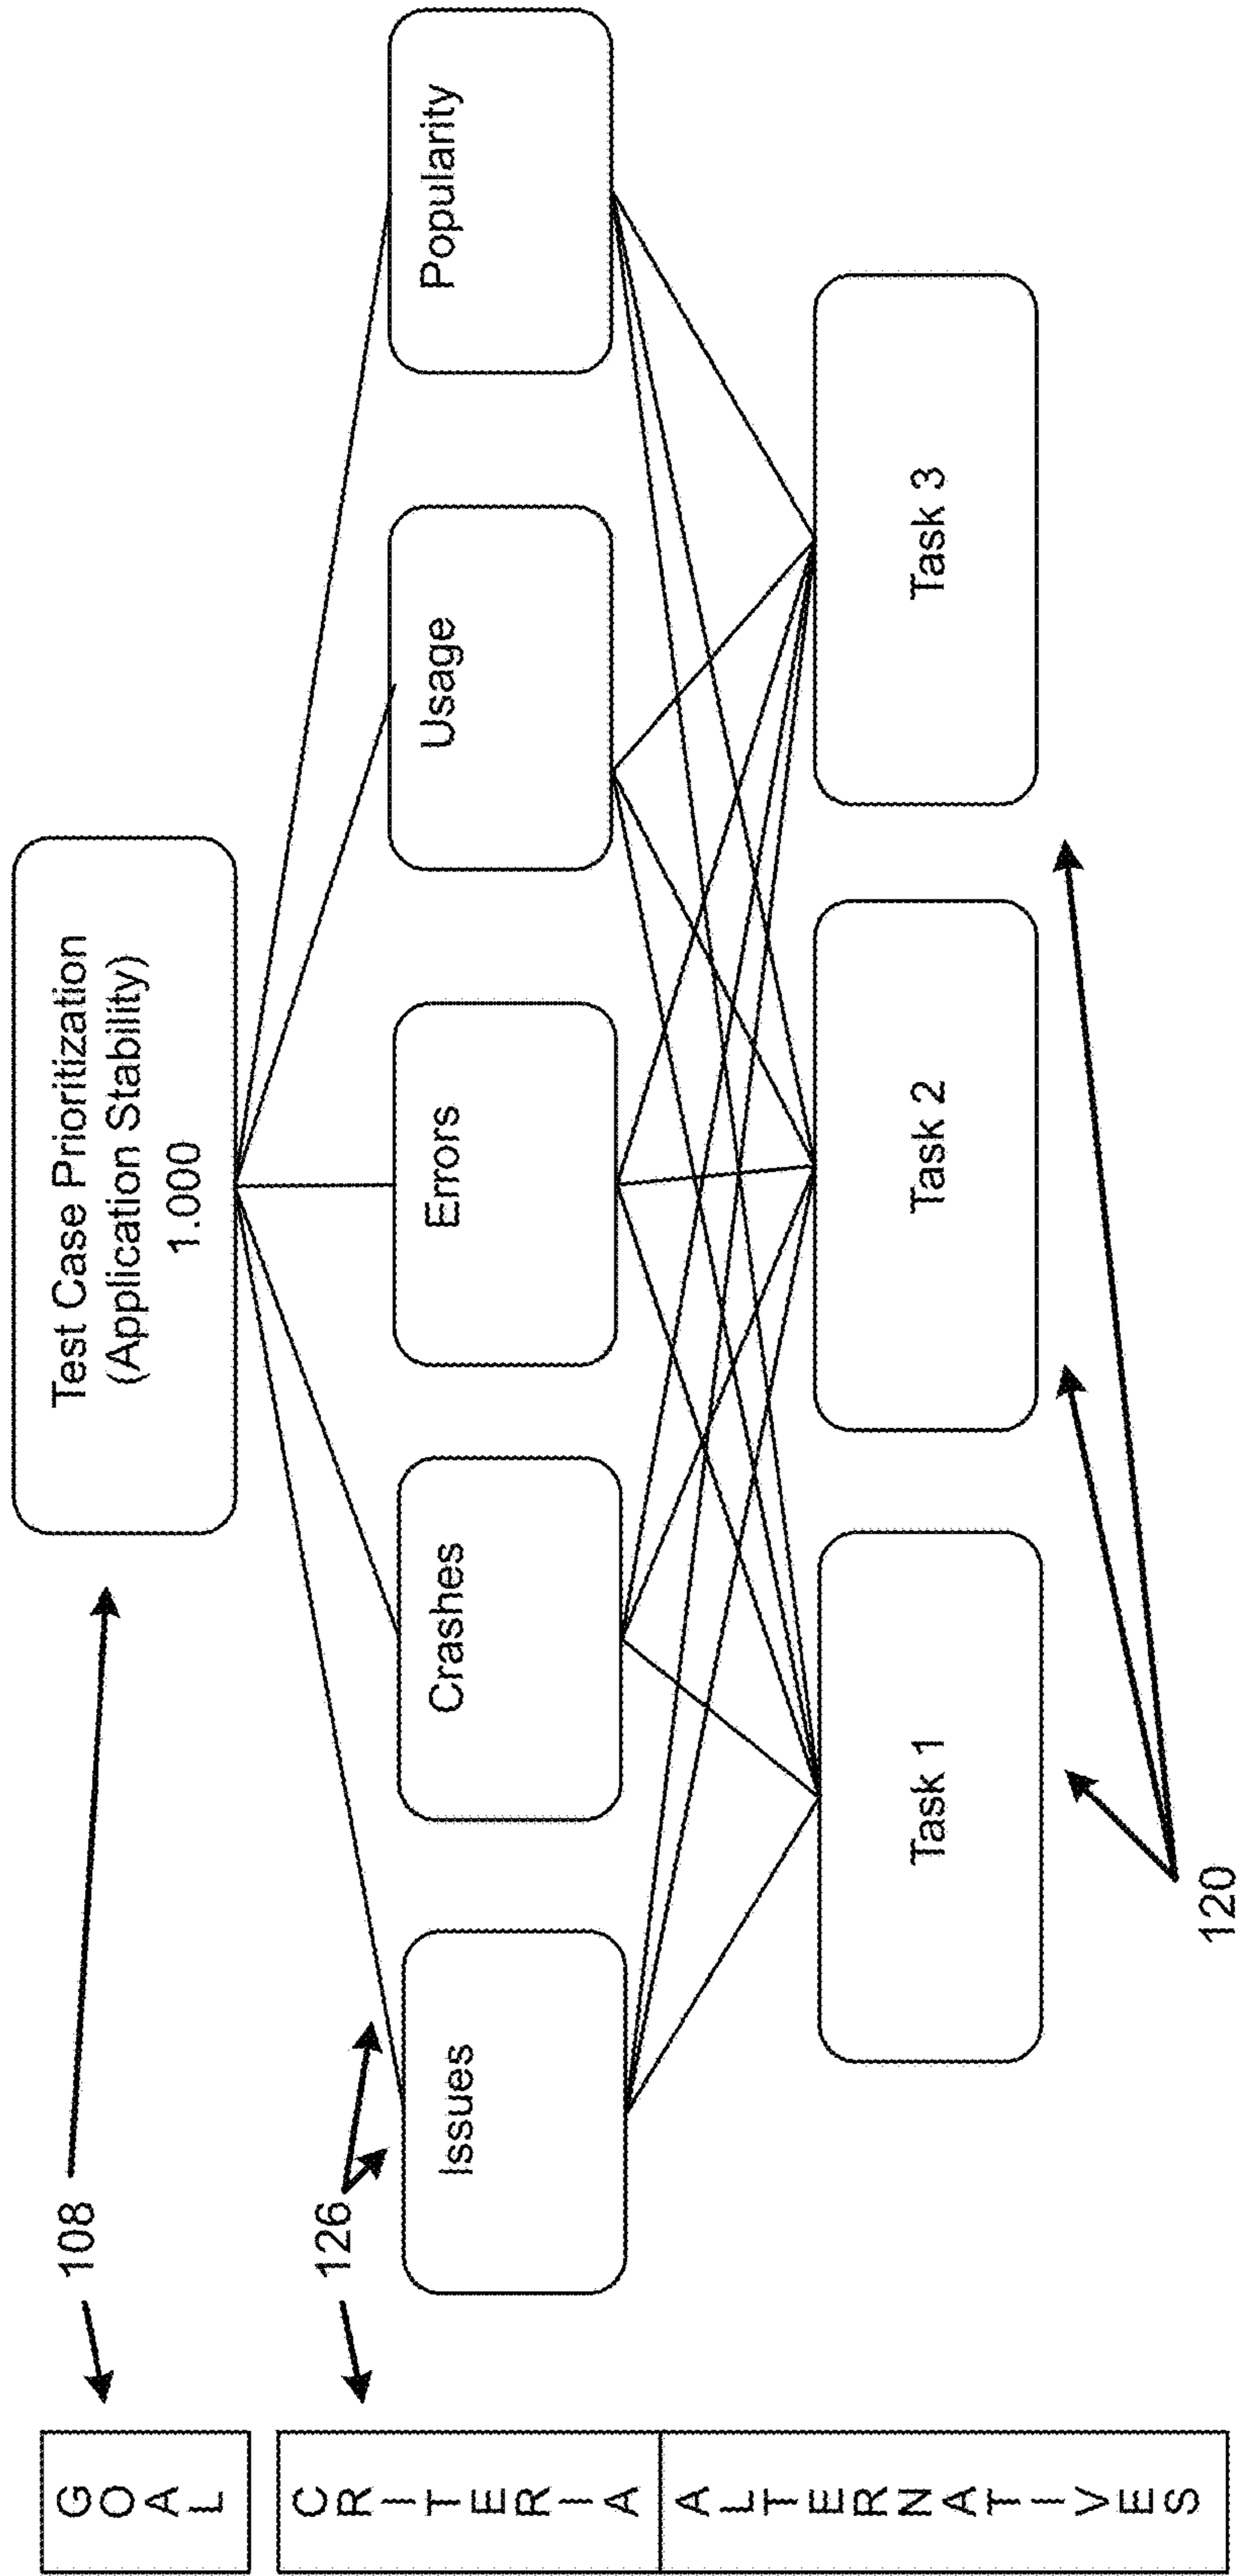 GOAL
108
Test Case Prioritization
(Application Stability)
1.000
CRITERIA
126
Issues
Crashes
Errors
Usage
Popularity
ALTERNATIVES
Task 1
Task 2
Task 3
120